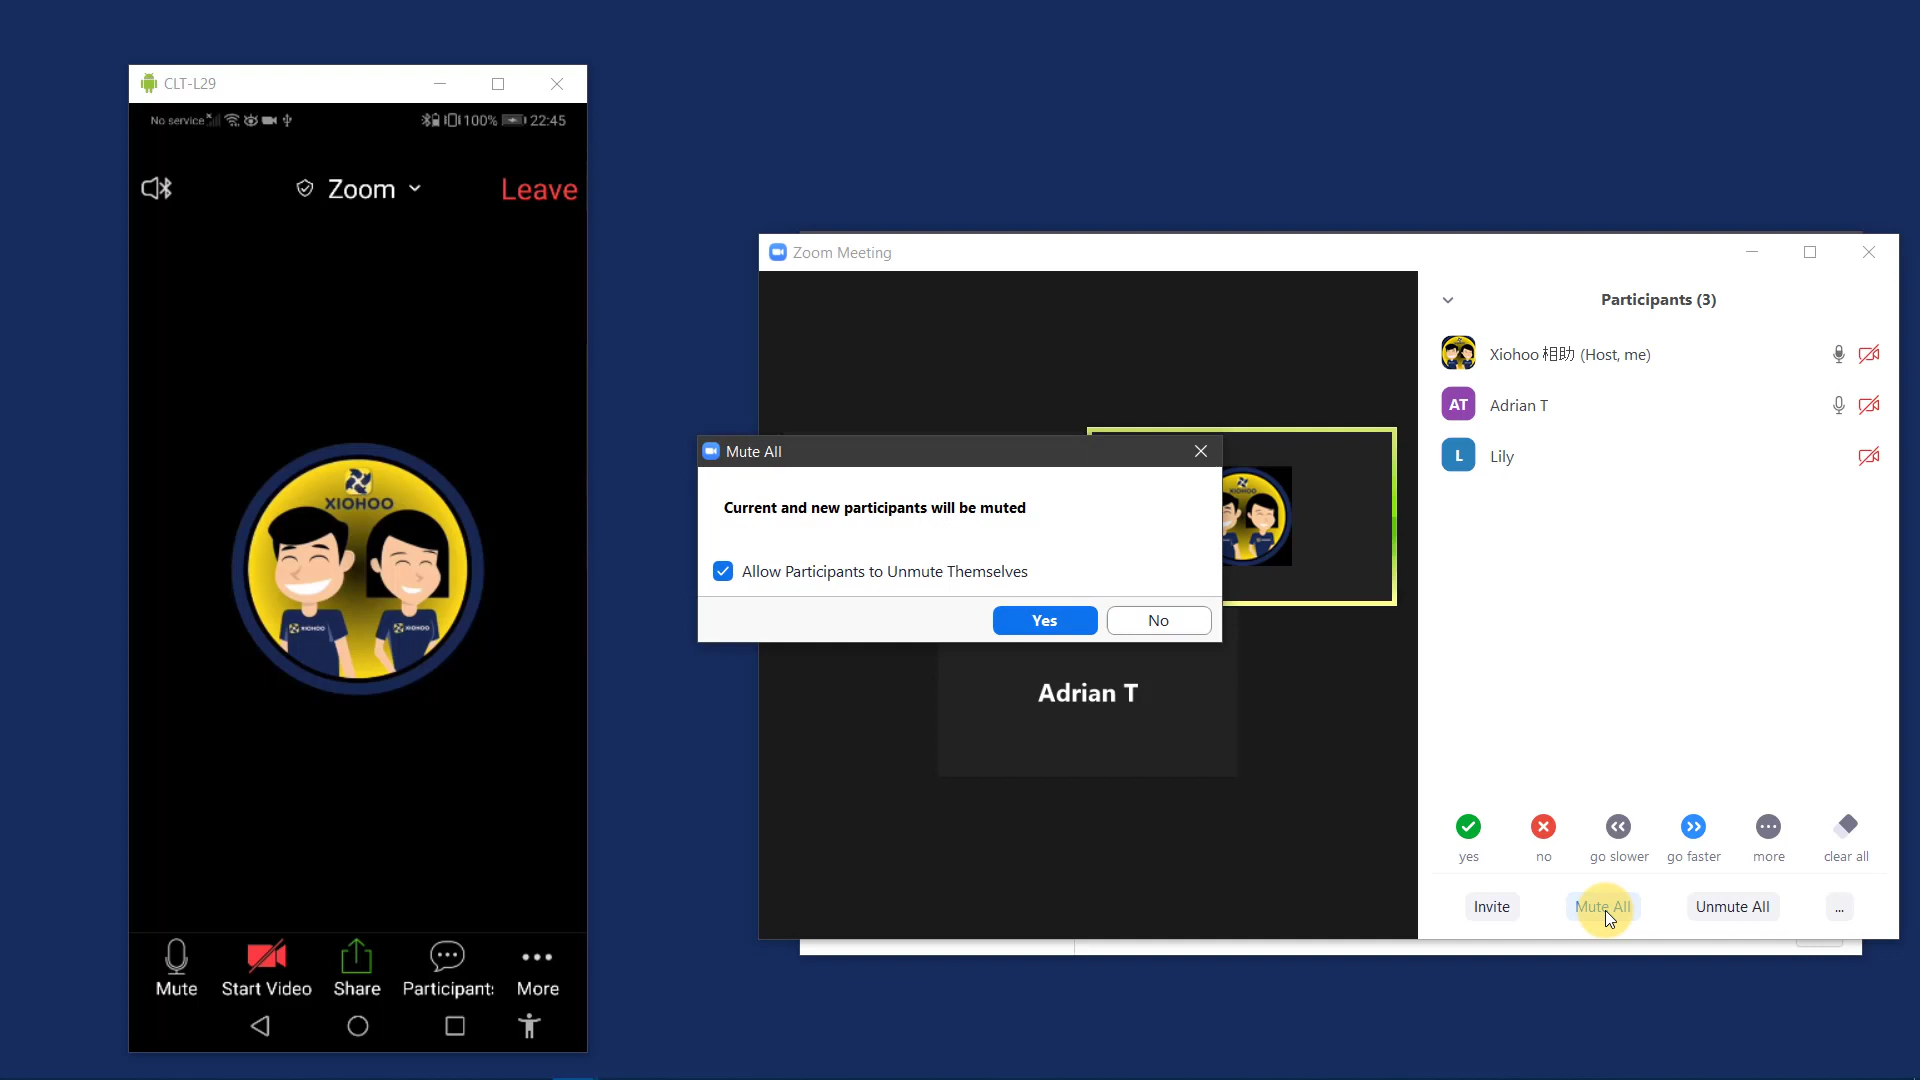 CLT-L29
No service 100% 22:45
Zoom Leave
XIOHOO
XIOHOO XIOHOO
Mute Start Video Share Participant: More
Zoom Meeting
Participants (3)
Xiohoo 相助 (Host, me)
AT Adrian T
L Lily
Mute All
Current and new participants will be muted
Allow Participants to Unmute Themselves
Yes No
XIOHOO
Adrian T
yes no go slower go faster more clear all
Invite Mute All Unmute All ...